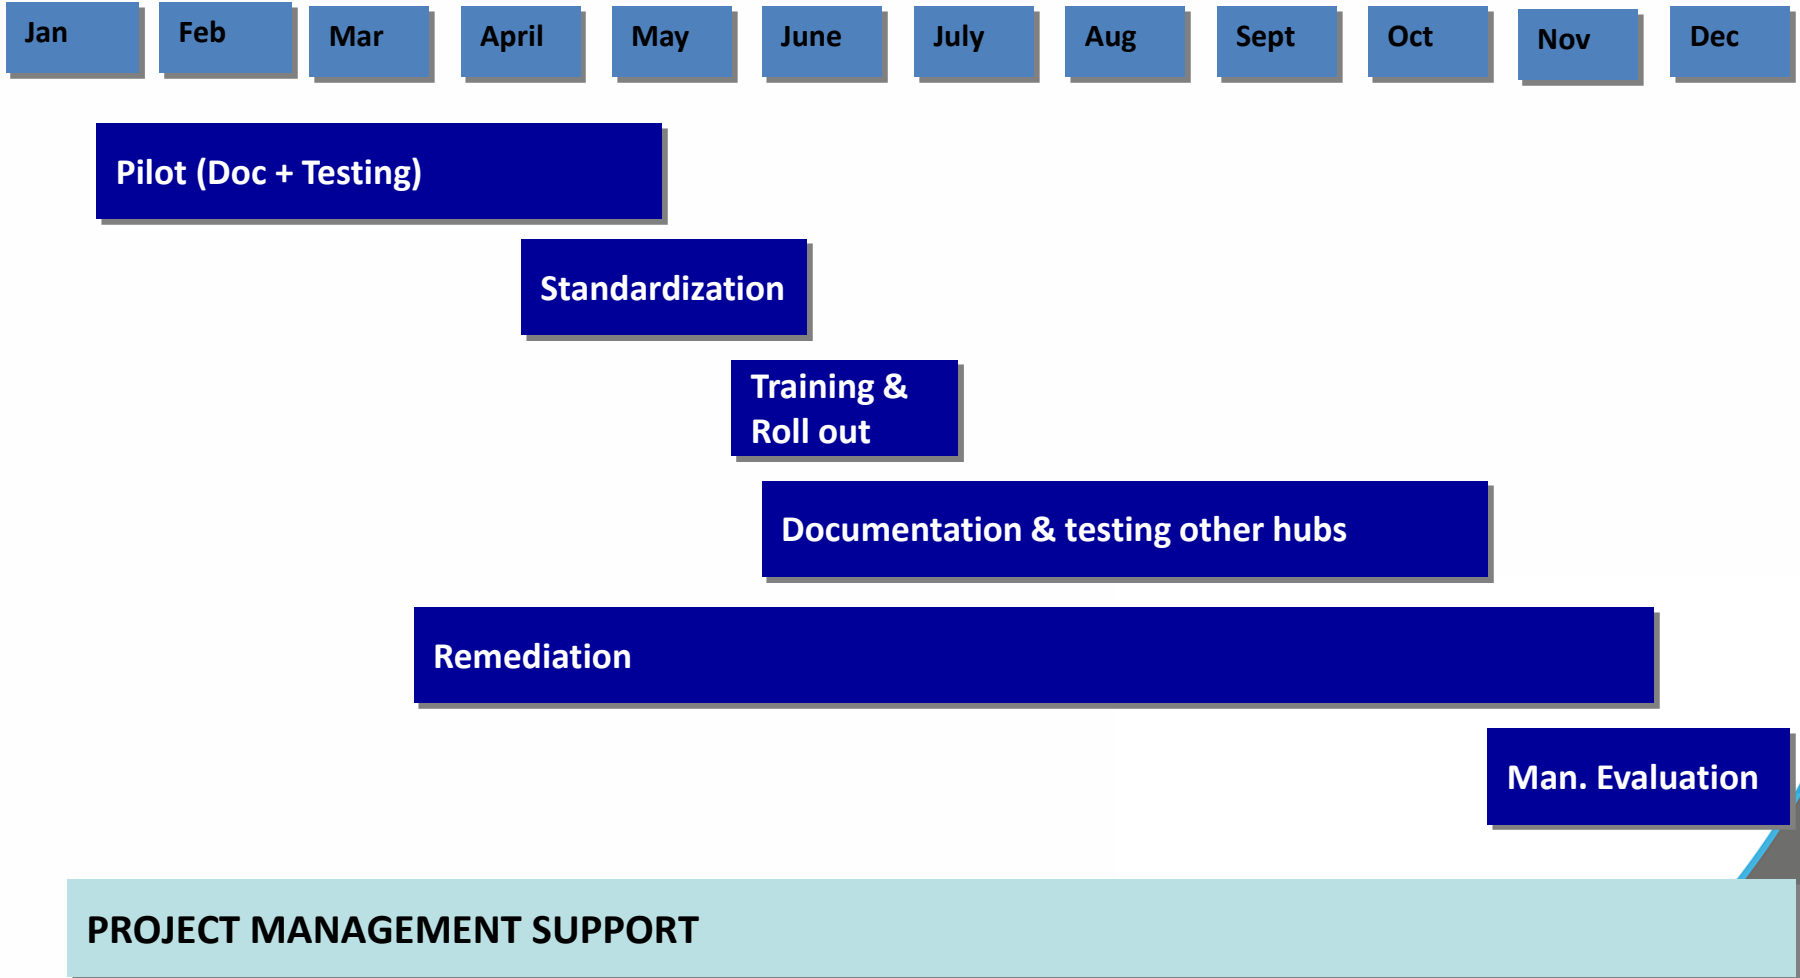 Jan Feb Mar April May June July Aug Sept Oct Nov Dec
Pilot (Doc + Testing)
Standardization
Training &
Roll out
Documentation & testing other hubs
Remediation
Man. Evaluation
PROJECT MANAGEMENT SUPPORT